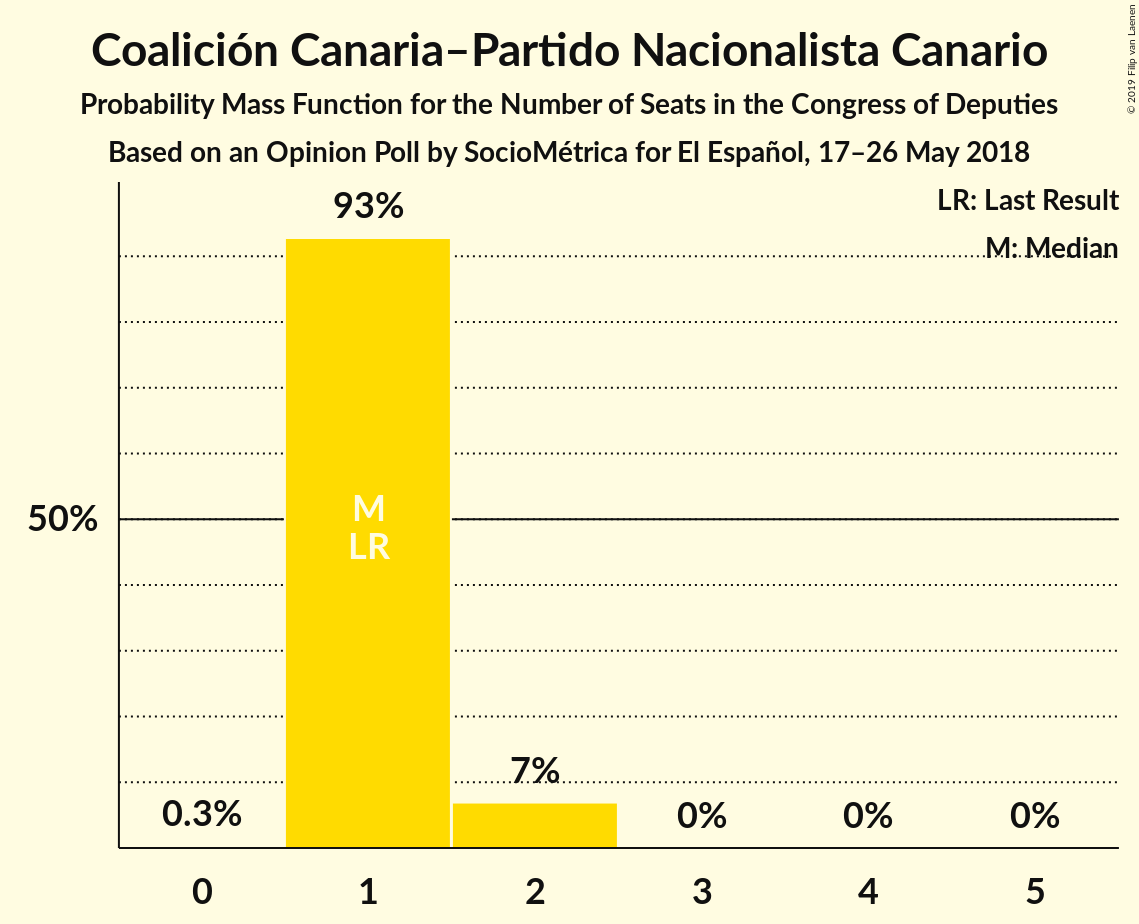 Coalición Canaria–Partido Nacionalista Canario
Probability Mass Function for the Number of Seats in the Congress of Deputies
Based on an Opinion Poll by SocioMétrica for El Español, 17–26 May 2018
© 2019 Filip van Laenen
LR: Last Result
M: Median
93%
50%
M
LR
7%
0.3%
0%
0%
0%
0
1
2
3
4
5